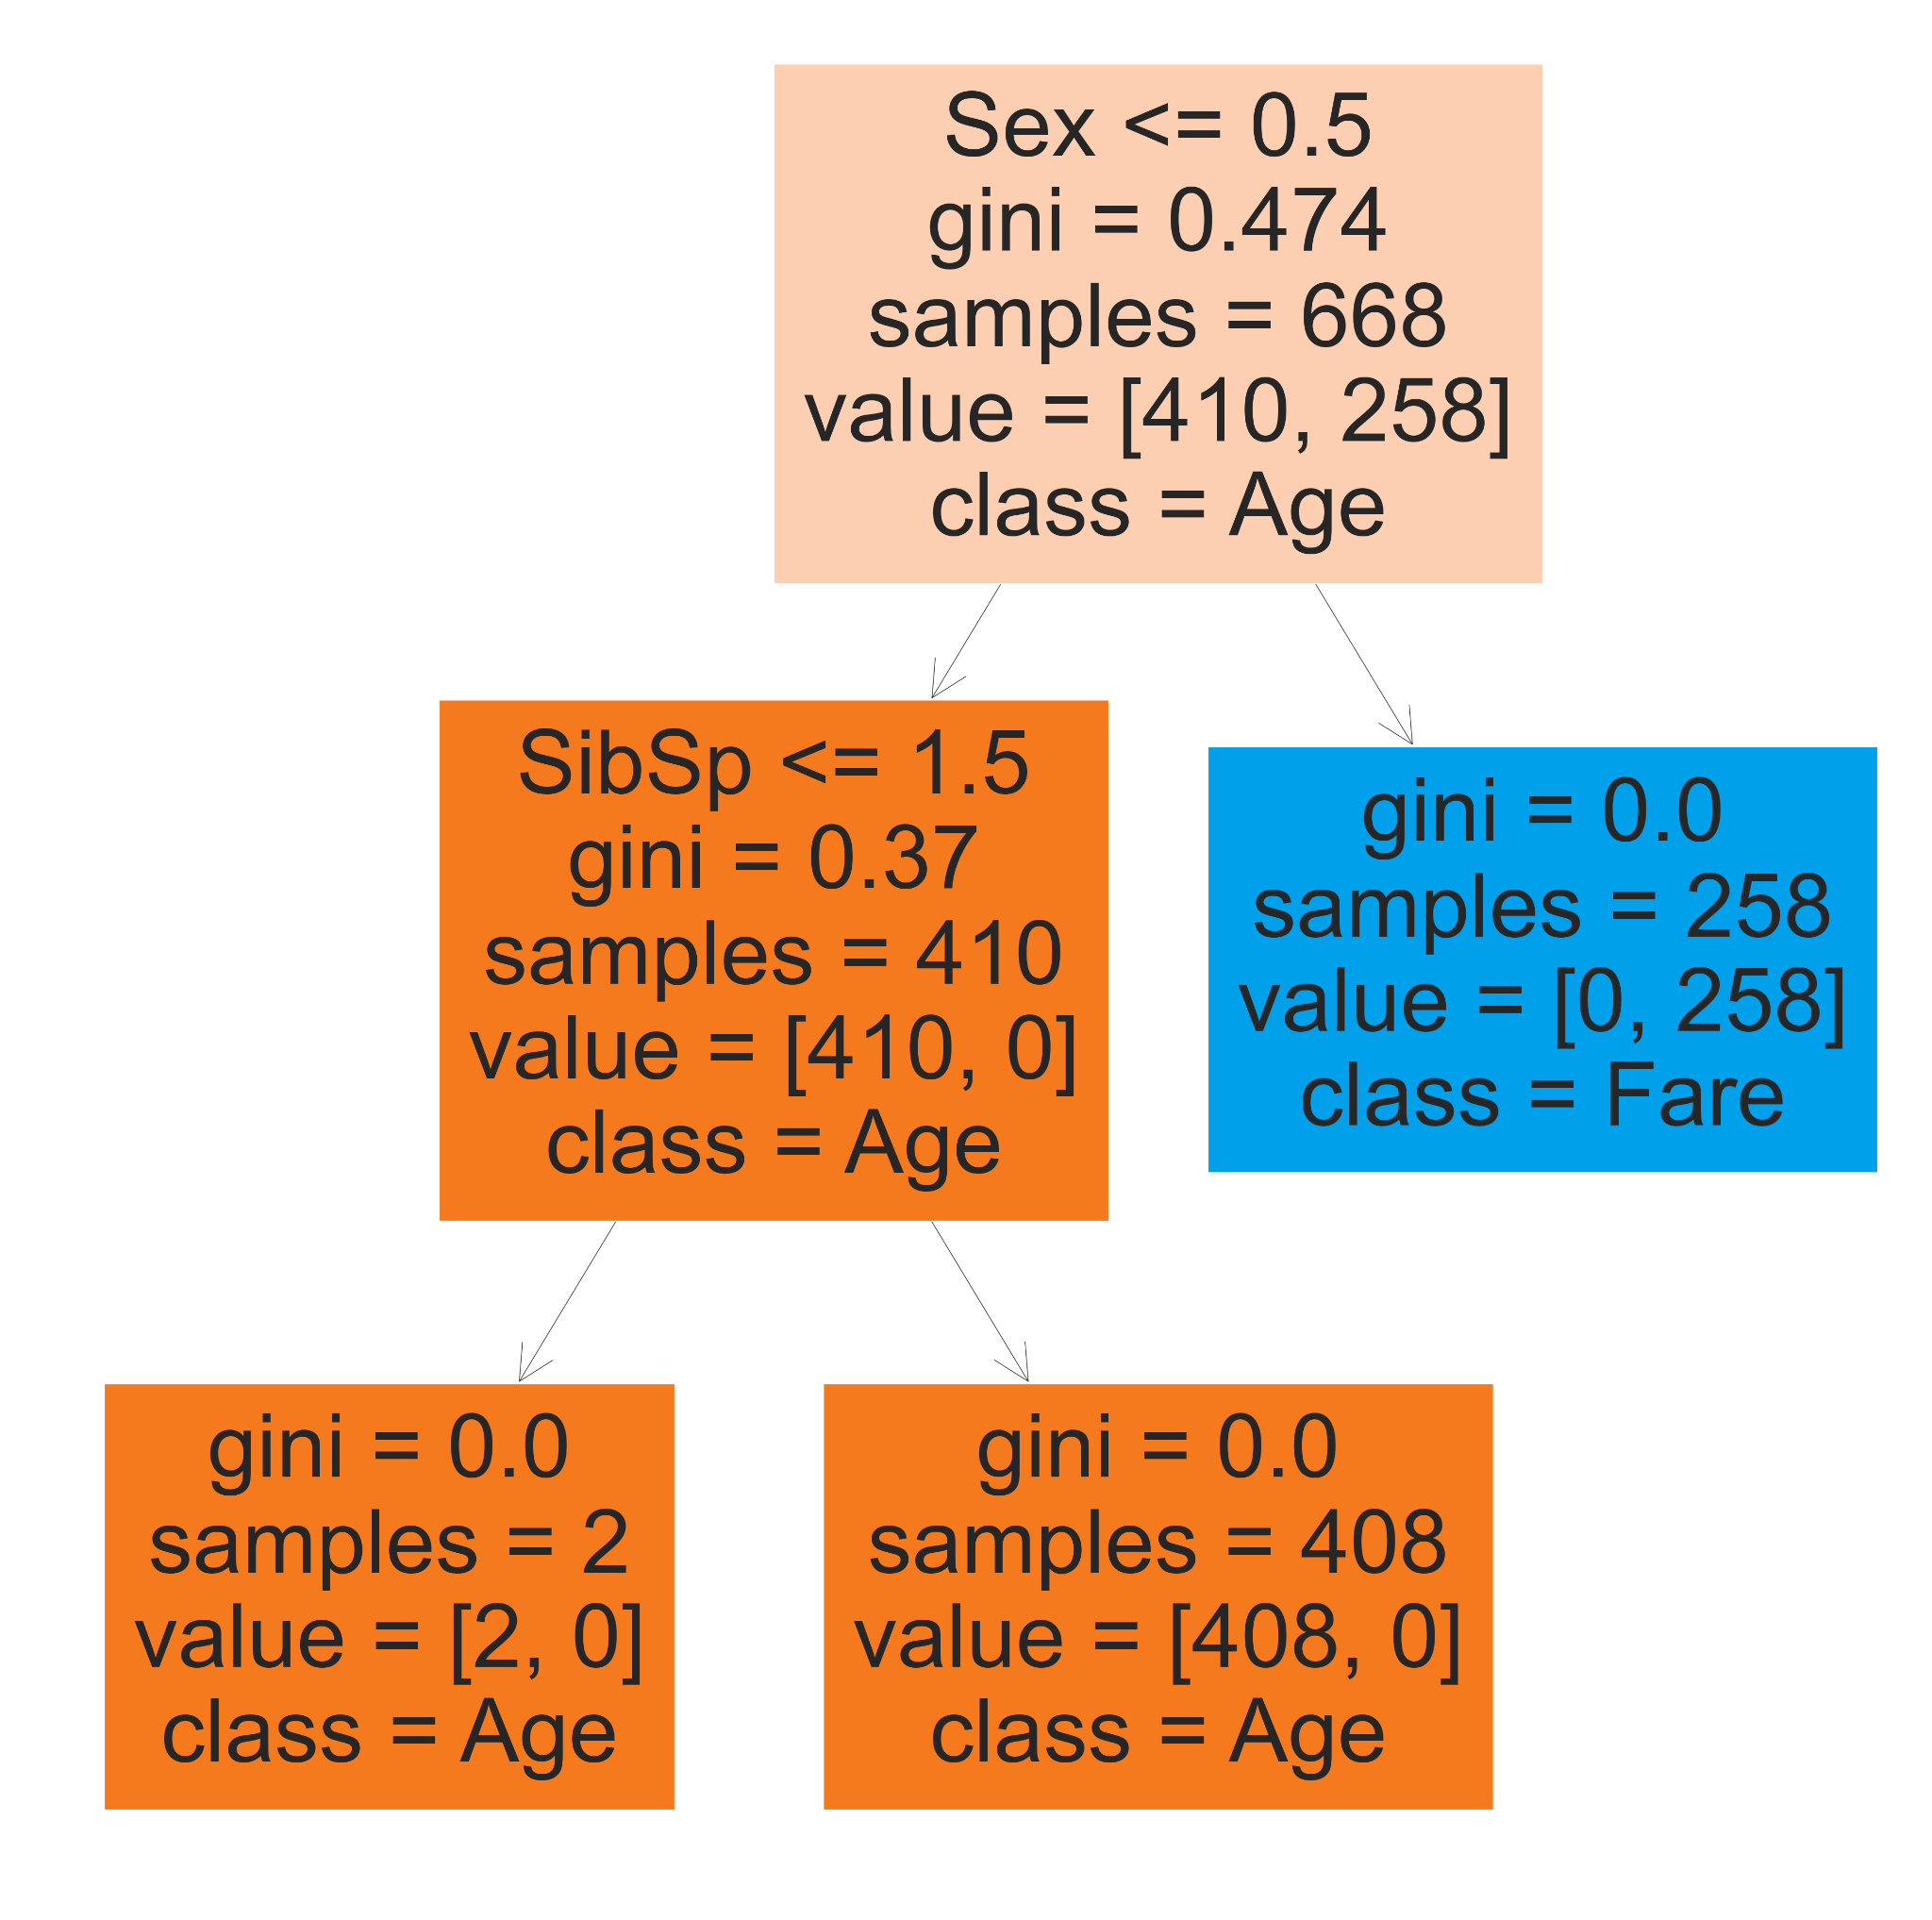 Sex <= 0.5
gini = 0.474
samples = 668
value = [410, 258]
class = Age
SibSp <= 1.5
gini = 0.37
samples = 410
value = [410, 0]
class = Age
gini = 0.0
samples = 258
value = [0, 258]
class = Fare
gini = 0.0
samples = 2
value = [2, 0]
class = Age
gini = 0.0
samples = 408
value = [408, 0]
class = Age